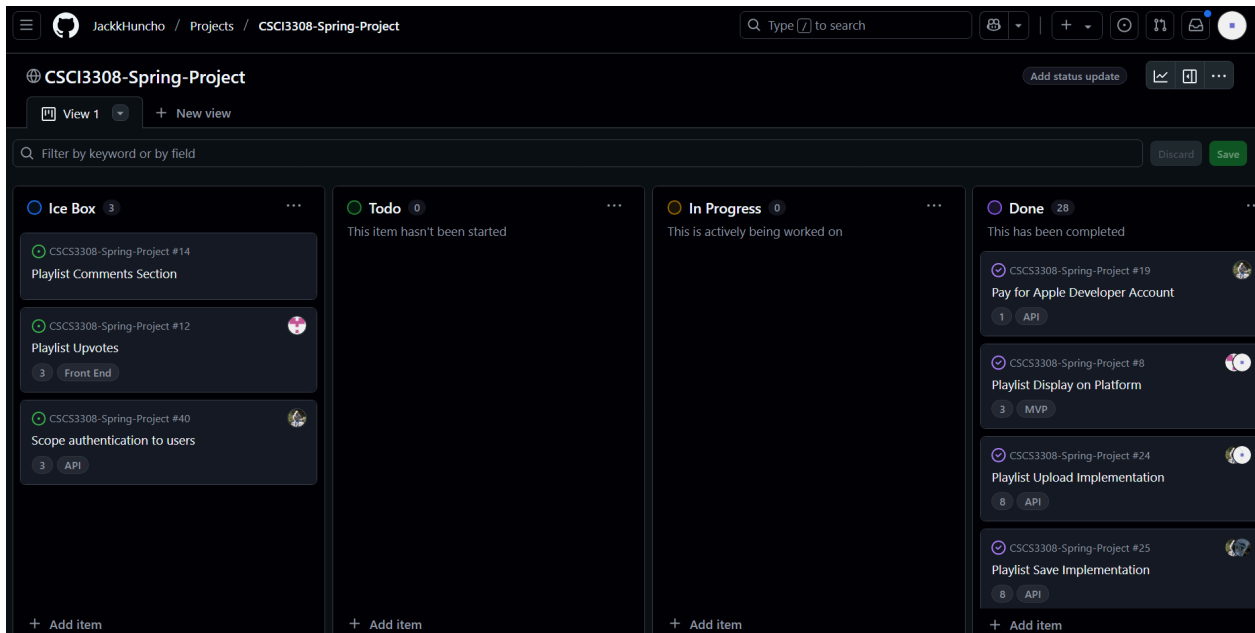 JackkHuncho / Projects / CSCI3308-Spring-Project
Type / to search
CSCI3308-Spring-Project
Add status update
View 1
New view
Filter by keyword or by field
Discard
Save
Ice Box 3
CSCS3308-Spring-Project #14
Playlist Comments Section
CSCS3308-Spring-Project #12
Playlist Upvotes
3 Front End
CSCS3308-Spring-Project #40
Scope authentication to users
3 API
+ Add item
Todo 0
This item hasn't been started
+ Add item
In Progress 0
This is actively being worked on
+ Add item
Done 28
This has been completed
CSCS3308-Spring-Project #19
Pay for Apple Developer Account
1 API
CSCS3308-Spring-Project #8
Playlist Display on Platform
3 MVP
CSCS3308-Spring-Project #24
Playlist Upload Implementation
8 API
CSCS3308-Spring-Project #25
Playlist Save Implementation
8 API
+ Add item